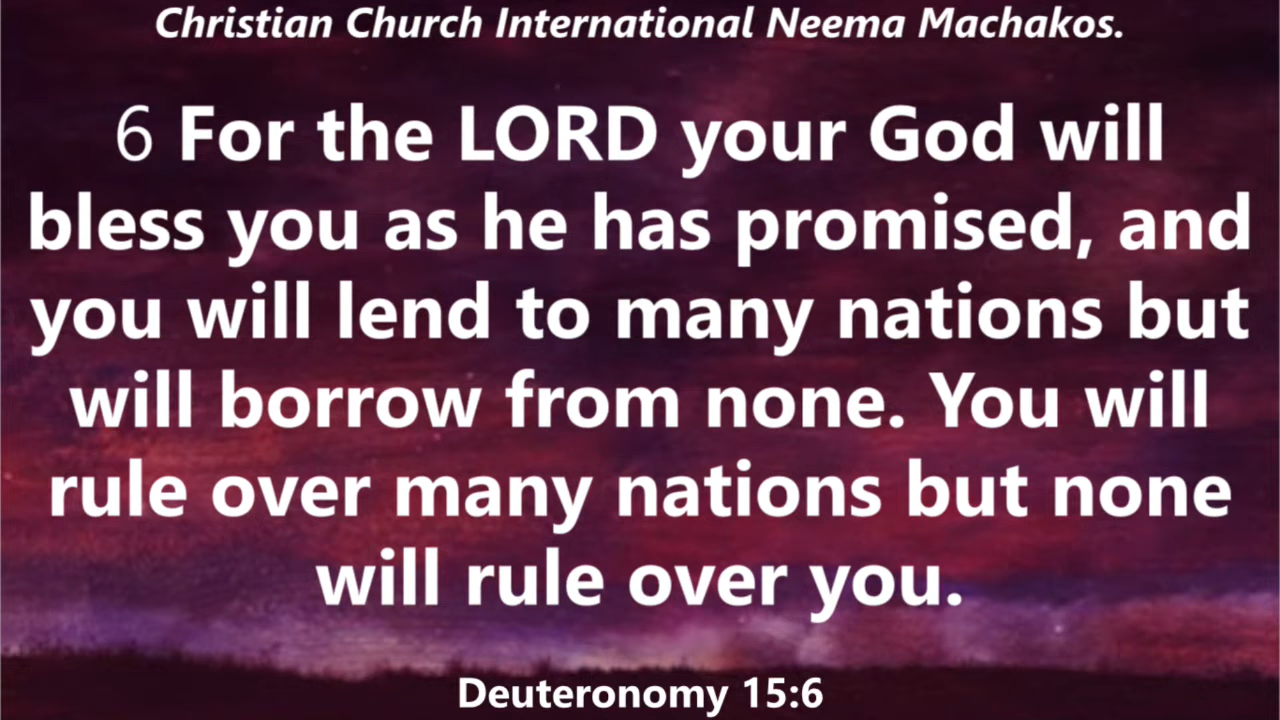 Christian Church International Neema Machakos.
6 For the LORD your God will
bless you as he has promised, and
you will lend to many nations but
will borrow from none. You will
rule over many nations but none
will rule over you.
Deuteronomy 15:6